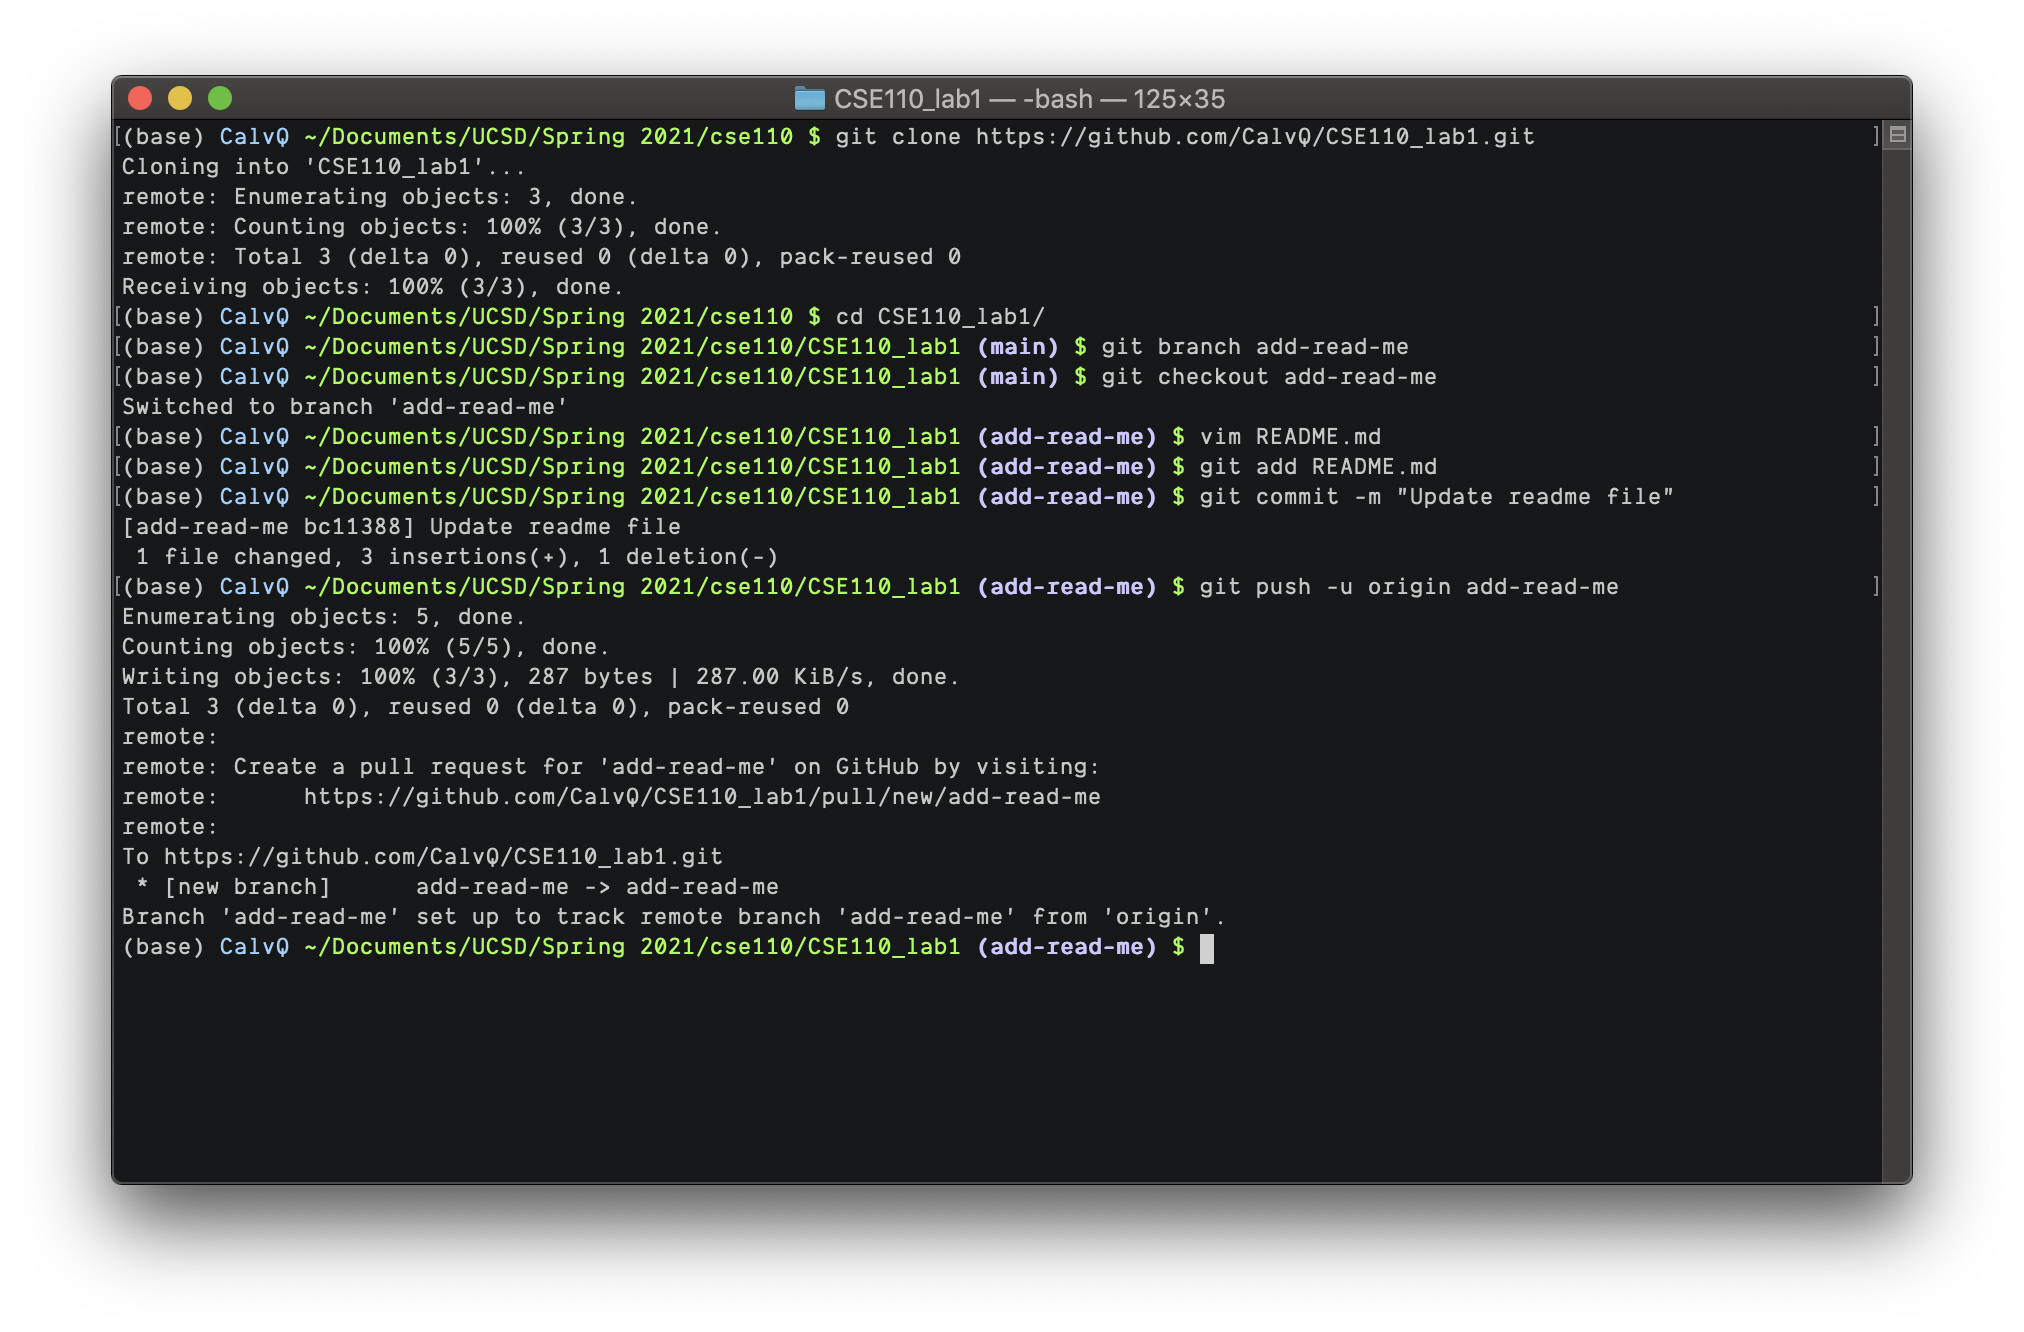 CSE110_lab1 — -bash — 125×35
[(base) CalvQ ~/Documents/UCSD/Spring 2021/cse110 $ git clone https://github.com/CalvQ/CSE110_lab1.git ]
Cloning into 'CSE110_lab1'...
remote: Enumerating objects: 3, done.
remote: Counting objects: 100% (3/3), done.
remote: Total 3 (delta 0), reused 0 (delta 0), pack-reused 0
Receiving objects: 100% (3/3), done.
[(base) CalvQ ~/Documents/UCSD/Spring 2021/cse110 $ cd CSE110_lab1/ ]
[(base) CalvQ ~/Documents/UCSD/Spring 2021/cse110/CSE110_lab1 (main) $ git branch add-read-me ]
[(base) CalvQ ~/Documents/UCSD/Spring 2021/cse110/CSE110_lab1 (main) $ git checkout add-read-me ]
Switched to branch 'add-read-me'
[(base) CalvQ ~/Documents/UCSD/Spring 2021/cse110/CSE110_lab1 (add-read-me) $ vim README.md ]
[(base) CalvQ ~/Documents/UCSD/Spring 2021/cse110/CSE110_lab1 (add-read-me) $ git add README.md ]
[(base) CalvQ ~/Documents/UCSD/Spring 2021/cse110/CSE110_lab1 (add-read-me) $ git commit -m "Update readme file" ]
[add-read-me bc11388] Update readme file
 1 file changed, 3 insertions(+), 1 deletion(-)
[(base) CalvQ ~/Documents/UCSD/Spring 2021/cse110/CSE110_lab1 (add-read-me) $ git push -u origin add-read-me ]
Enumerating objects: 5, done.
Counting objects: 100% (5/5), done.
Writing objects: 100% (3/3), 287 bytes | 287.00 KiB/s, done.
Total 3 (delta 0), reused 0 (delta 0), pack-reused 0
remote:
remote: Create a pull request for 'add-read-me' on GitHub by visiting:
remote:      https://github.com/CalvQ/CSE110_lab1/pull/new/add-read-me
remote:
To https://github.com/CalvQ/CSE110_lab1.git
 * [new branch]      add-read-me -> add-read-me
Branch 'add-read-me' set up to track remote branch 'add-read-me' from 'origin'.
(base) CalvQ ~/Documents/UCSD/Spring 2021/cse110/CSE110_lab1 (add-read-me) $